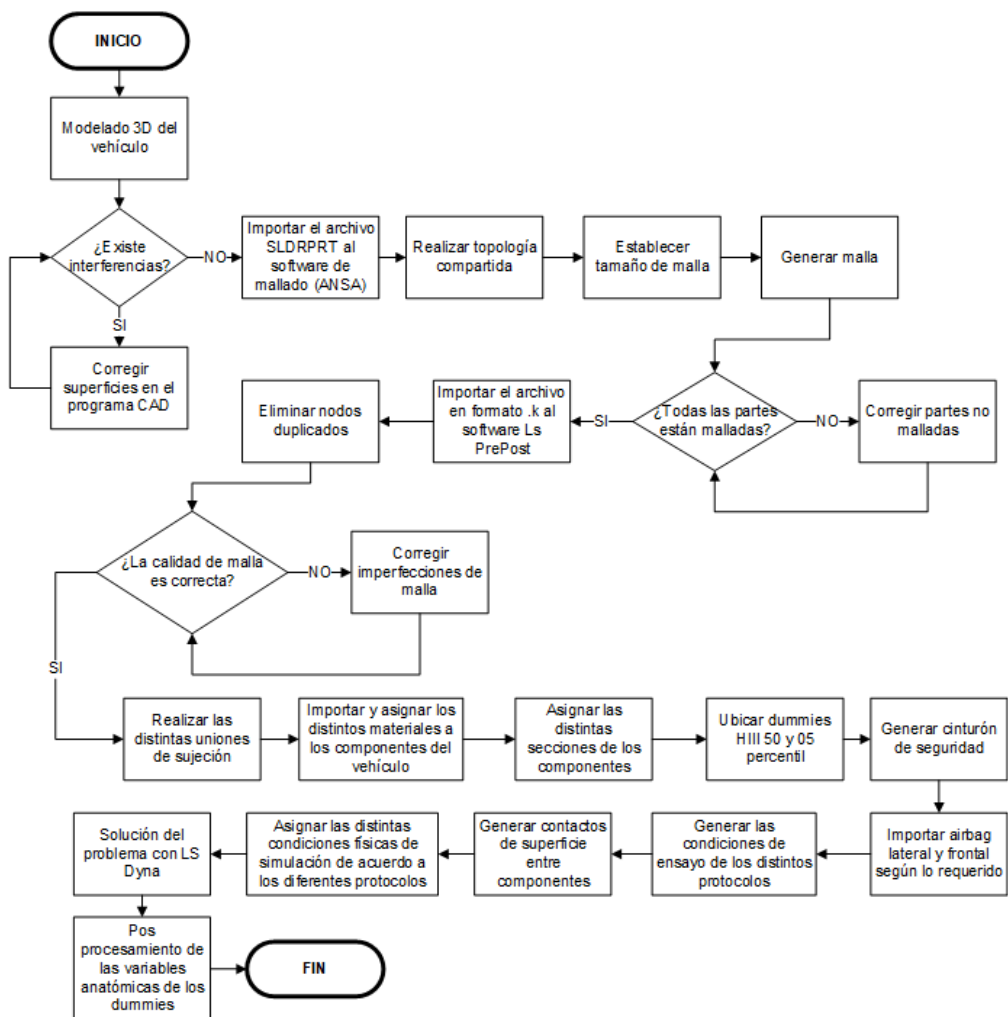 INICIO
Modelado 3D del
vehículo
¿Existe
interferencias?
NO
SI
Corregir
superficies en el
programa CAD
Importar el archivo
SLDRPRT al
software de
mallado (ANSA)
Realizar topología
compartida
Establecer
tamaño de malla
Generar malla
¿Todas las partes
están malladas?
NO
Corregir partes no
malladas
SI
Importar el archivo
en formato .k al
software Ls
PrePost
Eliminar nodos
duplicados
¿La calidad de malla
es correcta?
NO
Corregir
imperfecciones de
malla
SI
Realizar las
distintas uniones
de sujeción
Importar y asignar los
distintos materiales a
los componentes del
vehículo
Asignar las
distintas
secciones de los
componentes
Ubicar dummies
HIII 50 y 05
percentil
Generar cinturón
de seguridad
Importar airbag
lateral y frontal
según lo requerido
Generar las
condiciones de
ensayo de los distintos
protocolos
Generar contactos
de superficie
entre
componentes
Asignar las distintas
condiciones físicas de
simulación de acuerdo a
los diferentes protocolos
Solución del
problema con LS
Dyna
Pos
procesamiento de
las variables
anatómicas de los
dummies
FIN